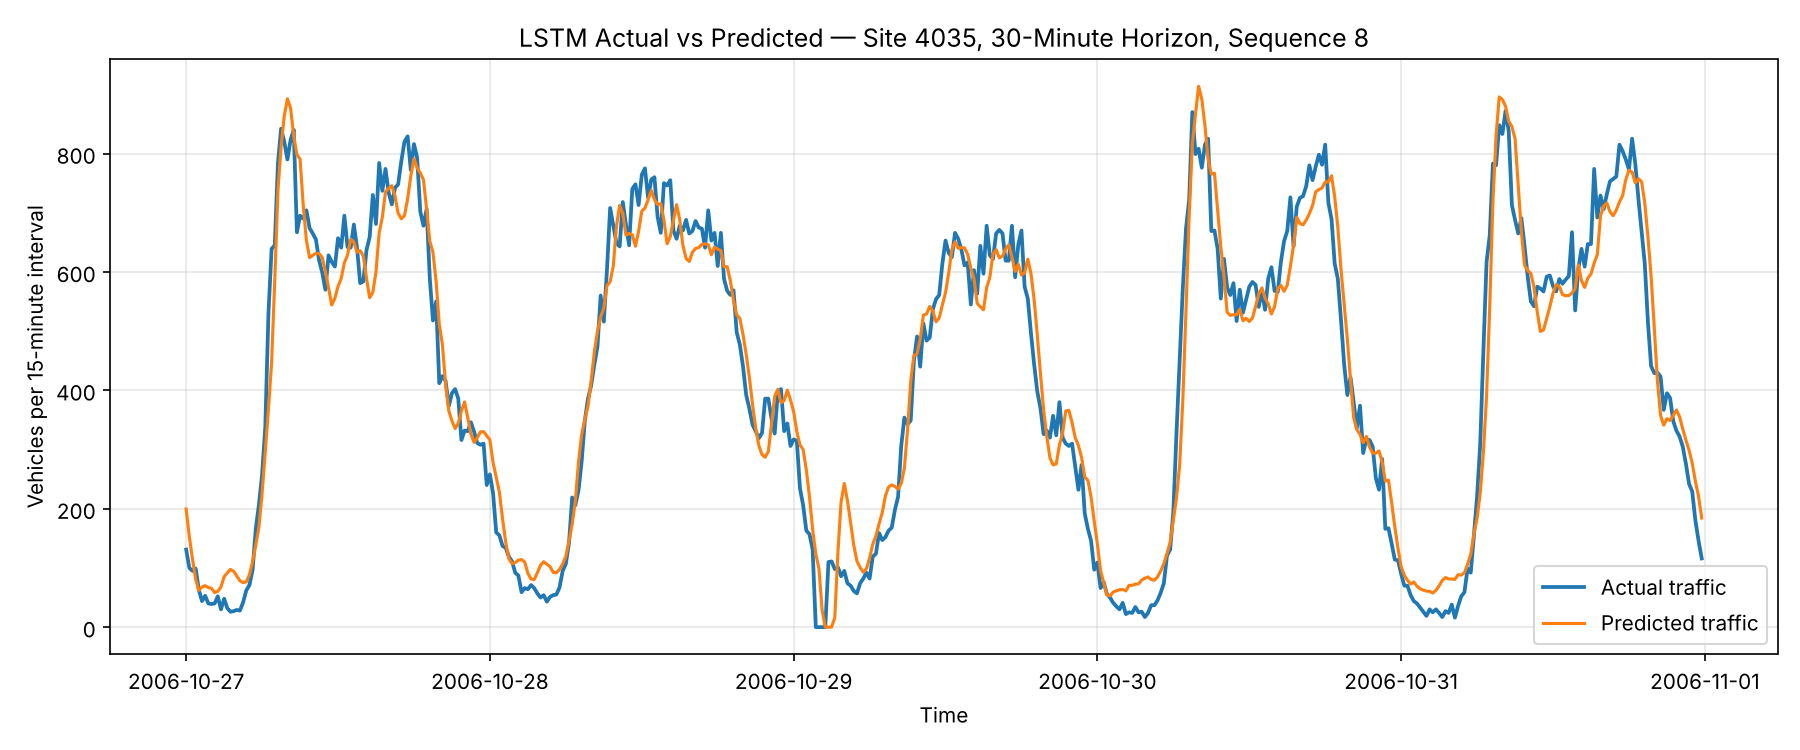 LSTM Actual vs Predicted — Site 4035, 30-Minute Horizon, Sequence 8
Vehicles per 15-minute interval
800
600
400
200
0
2006-10-27 2006-10-28 2006-10-29 2006-10-30 2006-10-31 2006-11-01
Time
Actual traffic
Predicted traffic